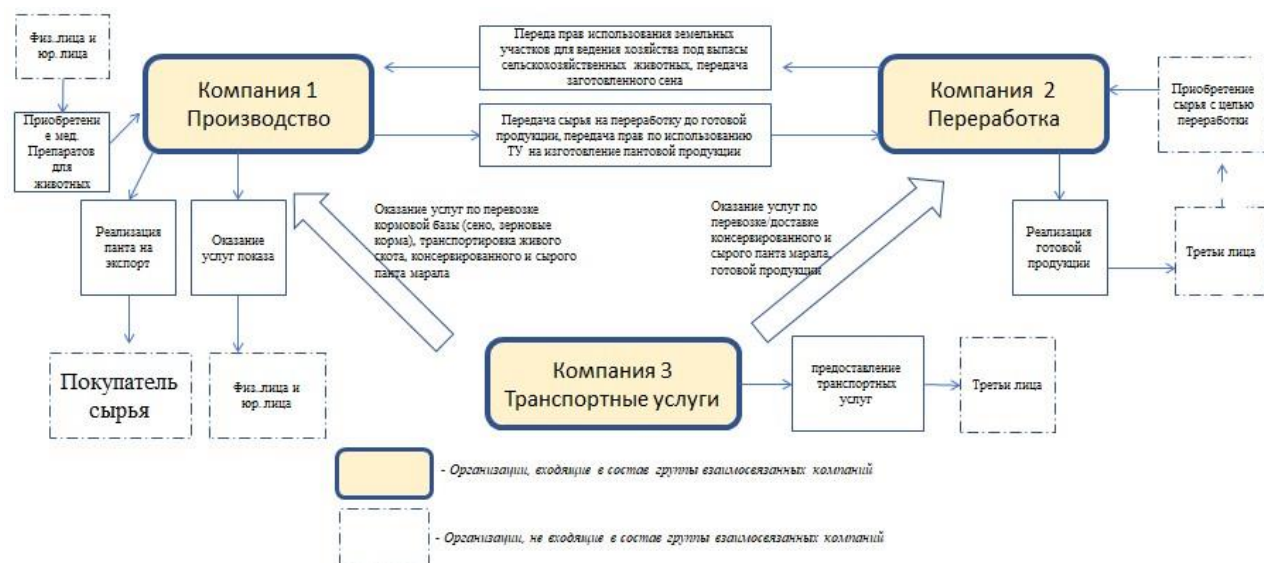 Физ. лица и
юр. лица
Приобретени
е мед.
Препаратов
для
животных
Компания 1
Производство
Переда прав использования земельных
участков для ведения хозяйства под выпасы
сельскохозяйственных животных, передача
заготовленного сена
Передача сырья на переработку до готовой
продукции, передача прав по использованию
ТУ на изготовление пантовой продукции
Компания 2
Переработка
Приобретение
сырья с целью
переработки
Реализация
панта на
экспорт
Оказание
услуг показа
Оказание услуг по перевозке
кормовой базы (сено, зерновые
корма), транспортировка живого
скота, консервированного и сырого
панта марала
Оказание услуг по
перевозке/доставке
консервированного и
сырого панта марала,
готовой продукции
Реализация
готовой
продукции
Третьи лица
Покупатель
сырья
Физ. лица и
юр. лица
Компания 3
Транспортные услуги
предоставление
транспортных
услуг
Третьи лица
- Организации, входящие в состав группы взаимосвязанных компаний
- Организации, не входящие в состав группы взаимосвязанных компаний